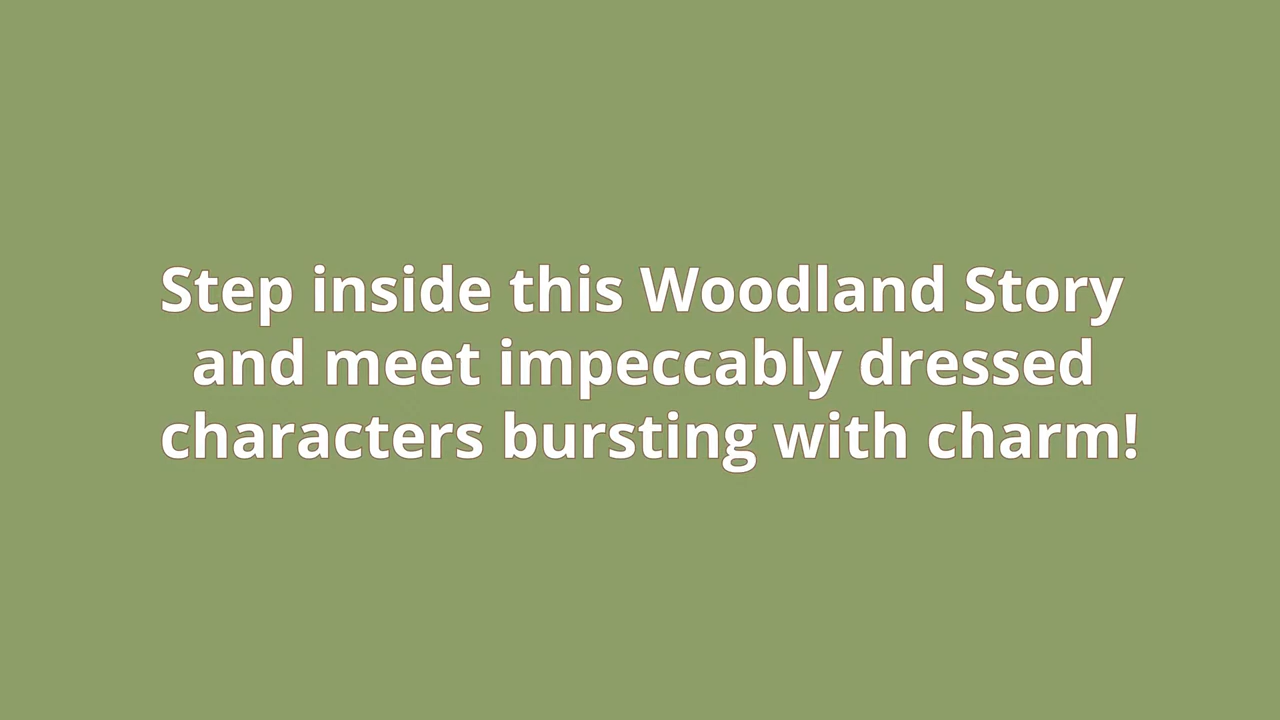 Step inside this Woodland Story
and meet impeccably dressed
characters bursting with charm!